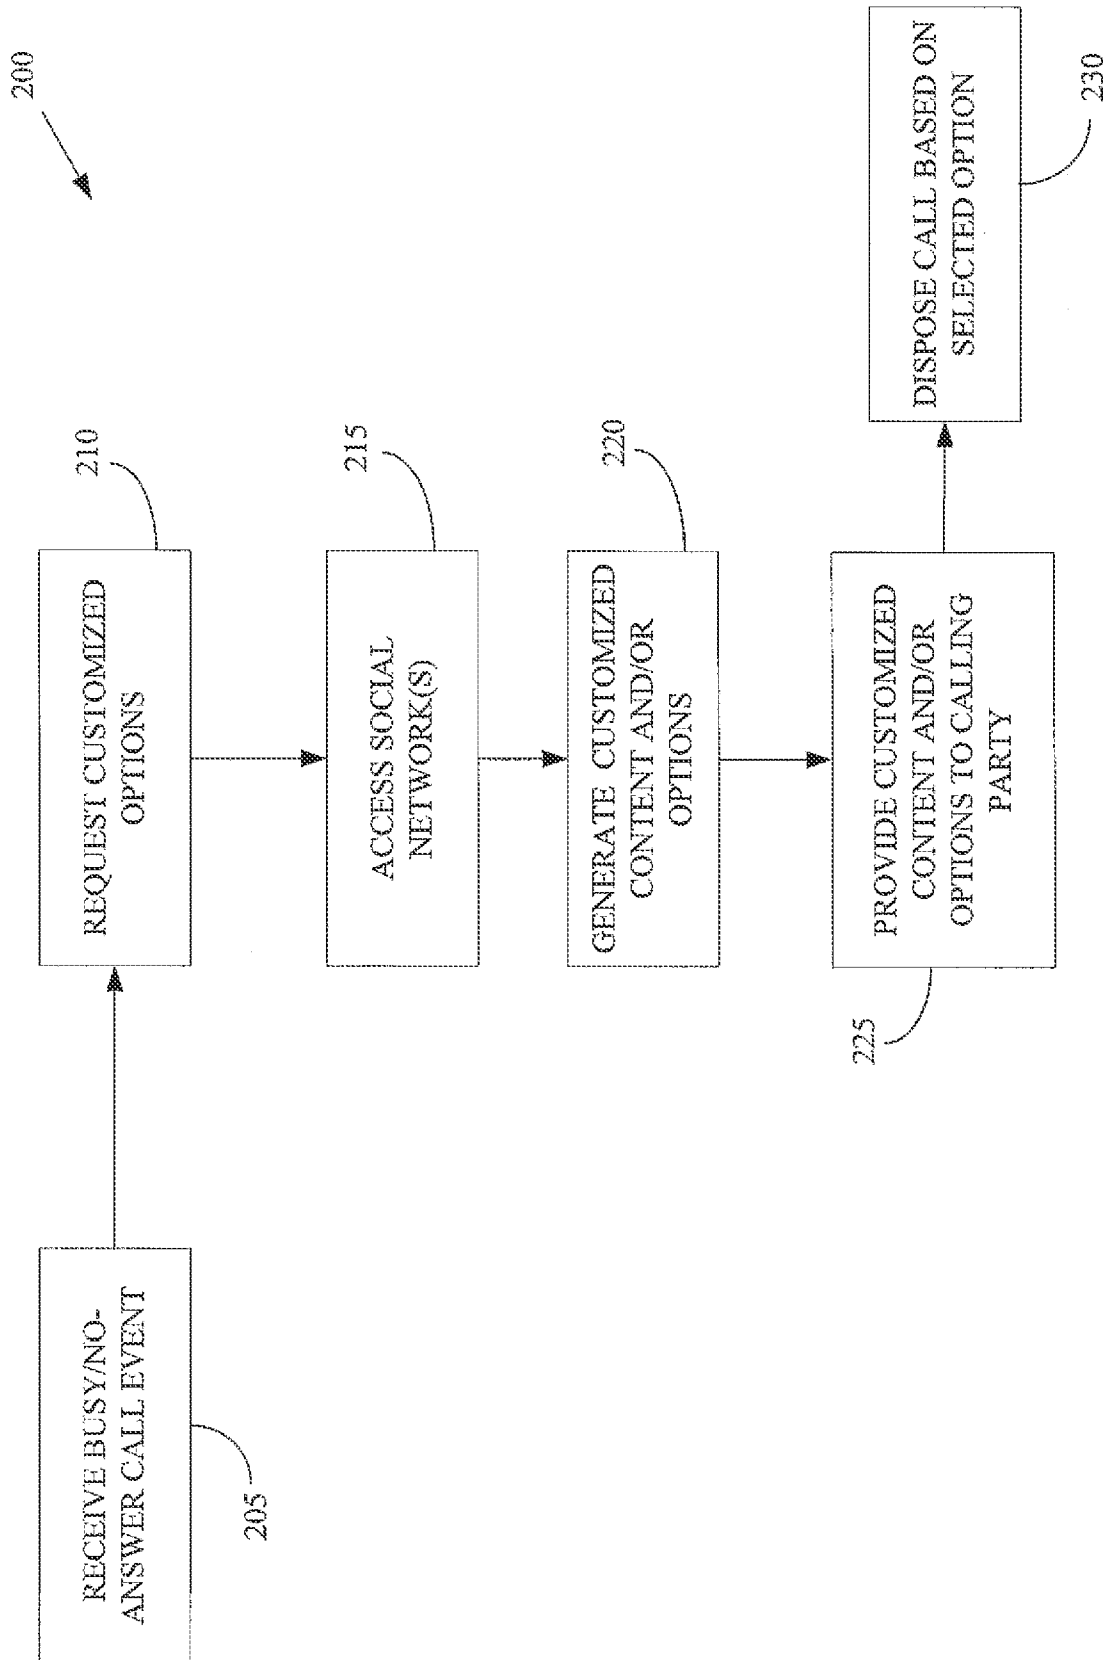 200
RECEIVE BUSY/NO-
ANSWER CALL EVENT
205
REQUEST CUSTOMIZED
OPTIONS
210
ACCESS SOCIAL
NETWORK(S)
215
GENERATE CUSTOMIZED
CONTENT AND/OR
OPTIONS
220
PROVIDE CUSTOMIZED
CONTENT AND/OR
OPTIONS TO CALLING
PARTY
225
DISPOSE CALL BASED ON
SELECTED OPTION
230